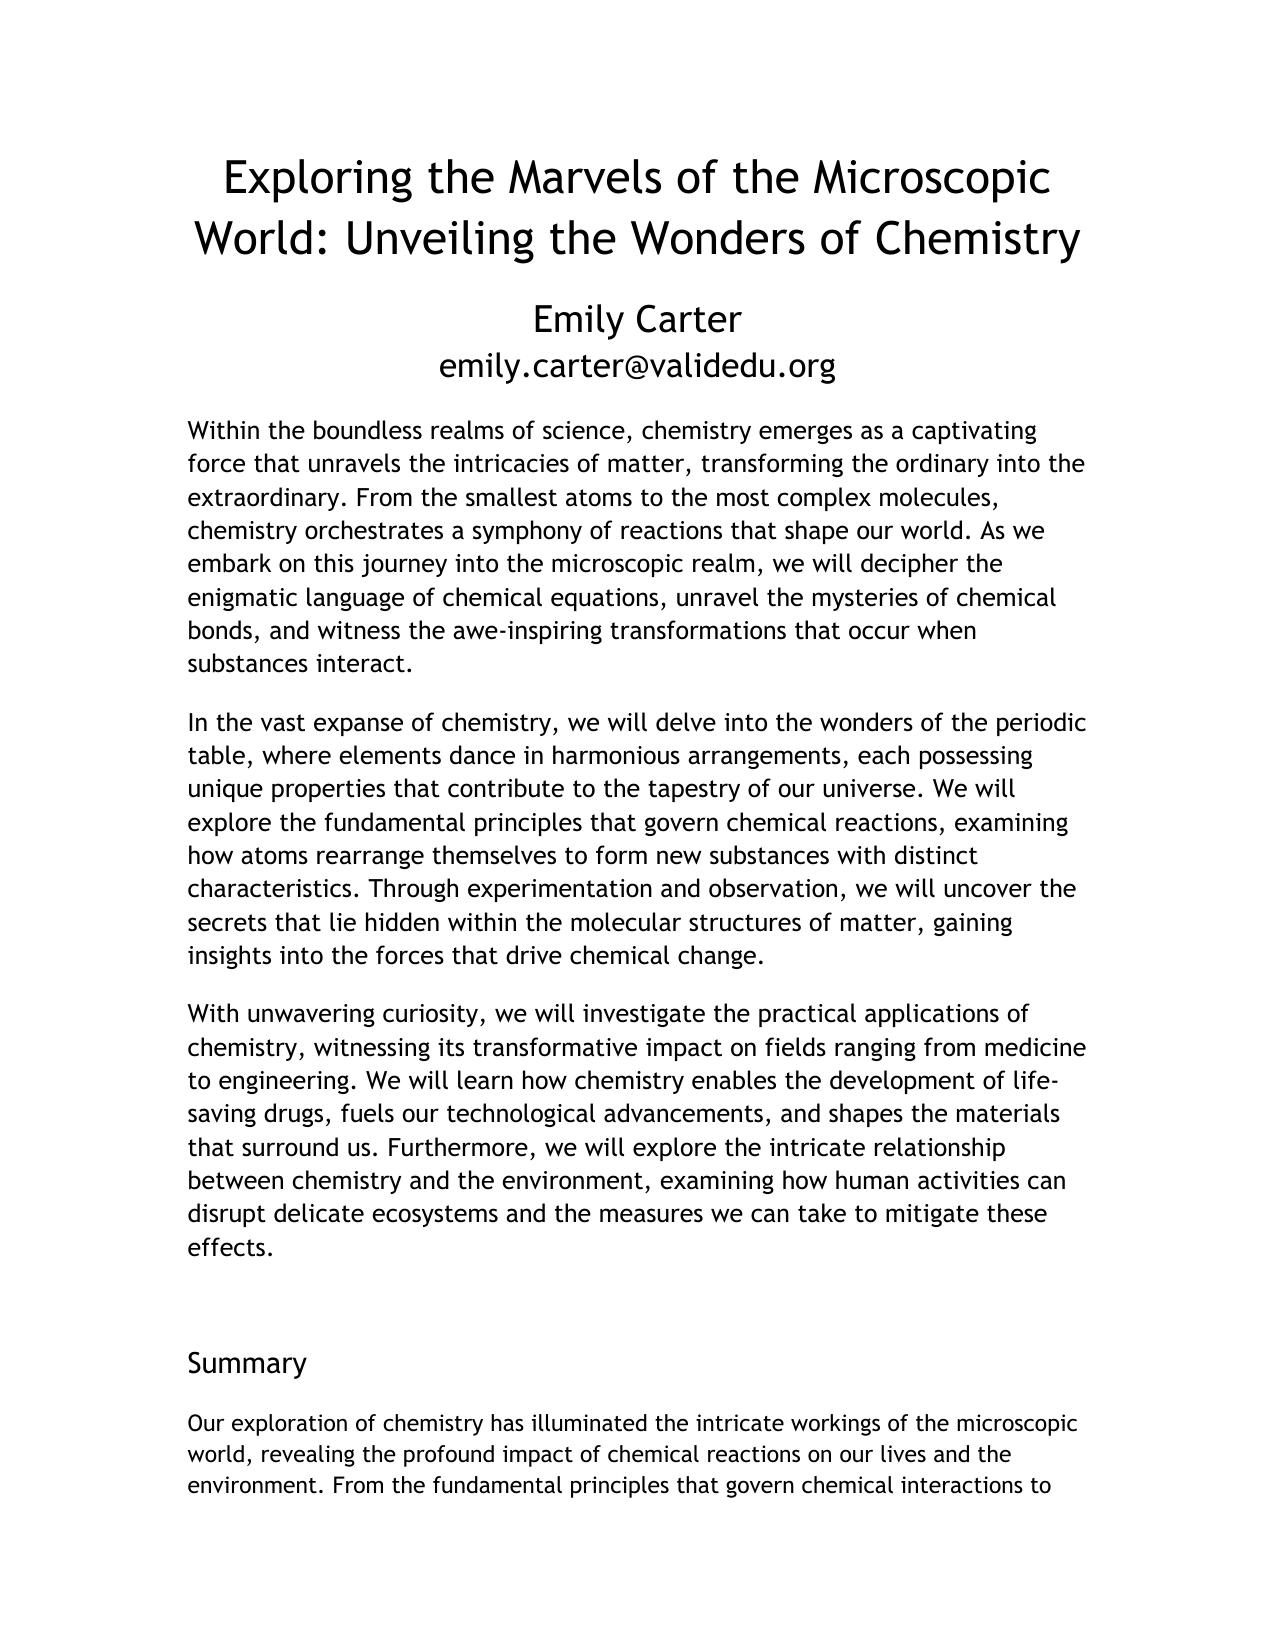 Exploring the Marvels of the Microscopic
World: Unveiling the Wonders of Chemistry
Emily Carter
emily.carter@validedu.org
Within the boundless realms of science, chemistry emerges as a captivating
force that unravels the intricacies of matter, transforming the ordinary into the
extraordinary. From the smallest atoms to the most complex molecules,
chemistry orchestrates a symphony of reactions that shape our world. As we
embark on this journey into the microscopic realm, we will decipher the
enigmatic language of chemical equations, unravel the mysteries of chemical
bonds, and witness the awe-inspiring transformations that occur when
substances interact.
In the vast expanse of chemistry, we will delve into the wonders of the periodic
table, where elements dance in harmonious arrangements, each possessing
unique properties that contribute to the tapestry of our universe. We will
explore the fundamental principles that govern chemical reactions, examining
how atoms rearrange themselves to form new substances with distinct
characteristics. Through experimentation and observation, we will uncover the
secrets that lie hidden within the molecular structures of matter, gaining
insights into the forces that drive chemical change.
With unwavering curiosity, we will investigate the practical applications of
chemistry, witnessing its transformative impact on fields ranging from medicine
to engineering. We will learn how chemistry enables the development of life-
saving drugs, fuels our technological advancements, and shapes the materials
that surround us. Furthermore, we will explore the intricate relationship
between chemistry and the environment, examining how human activities can
disrupt delicate ecosystems and the measures we can take to mitigate these
effects.
Summary
Our exploration of chemistry has illuminated the intricate workings of the microscopic
world, revealing the profound impact of chemical reactions on our lives and the
environment. From the fundamental principles that govern chemical interactions to